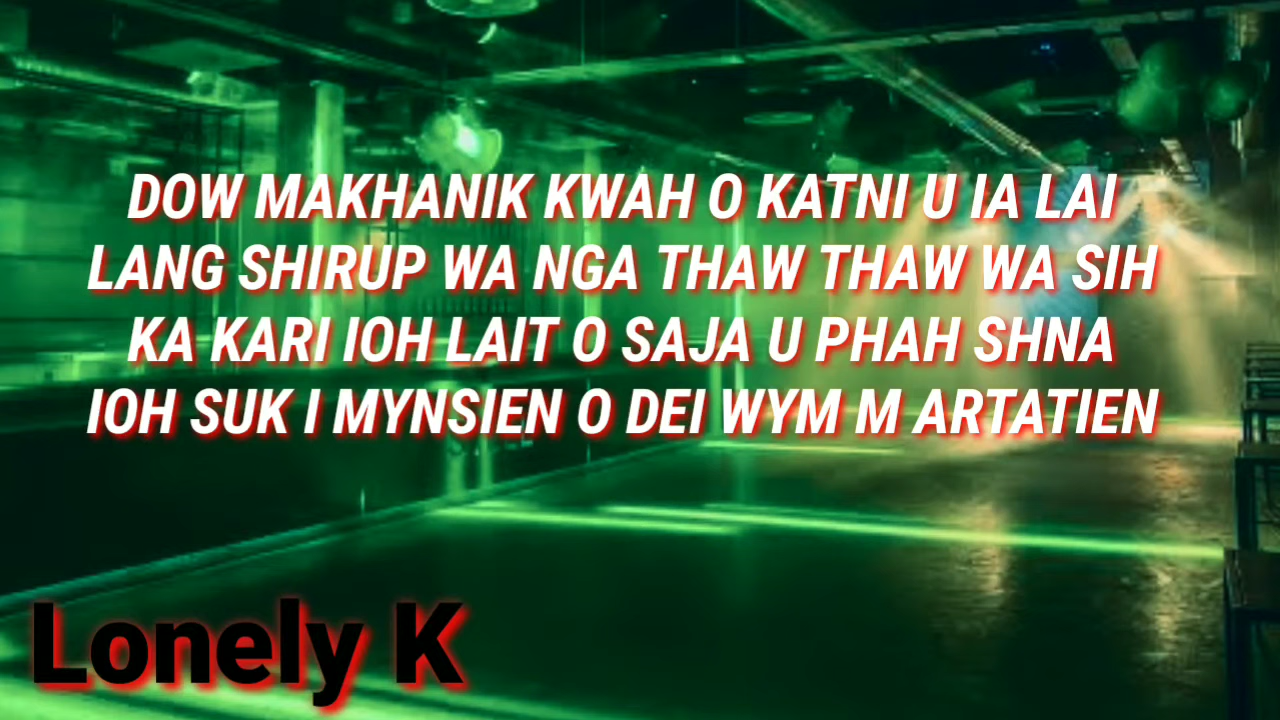 DOW MAKHANIK KWAH O KATNI U IA LAI
LANG SHIRUP WA NGA THAW THAW WA SIH
KA KARI IOH LAIT O SAJA U PHAH SHNA
IOH SUK I MYNSIEN O DEI WYM M ARTATIEN
Lonely K